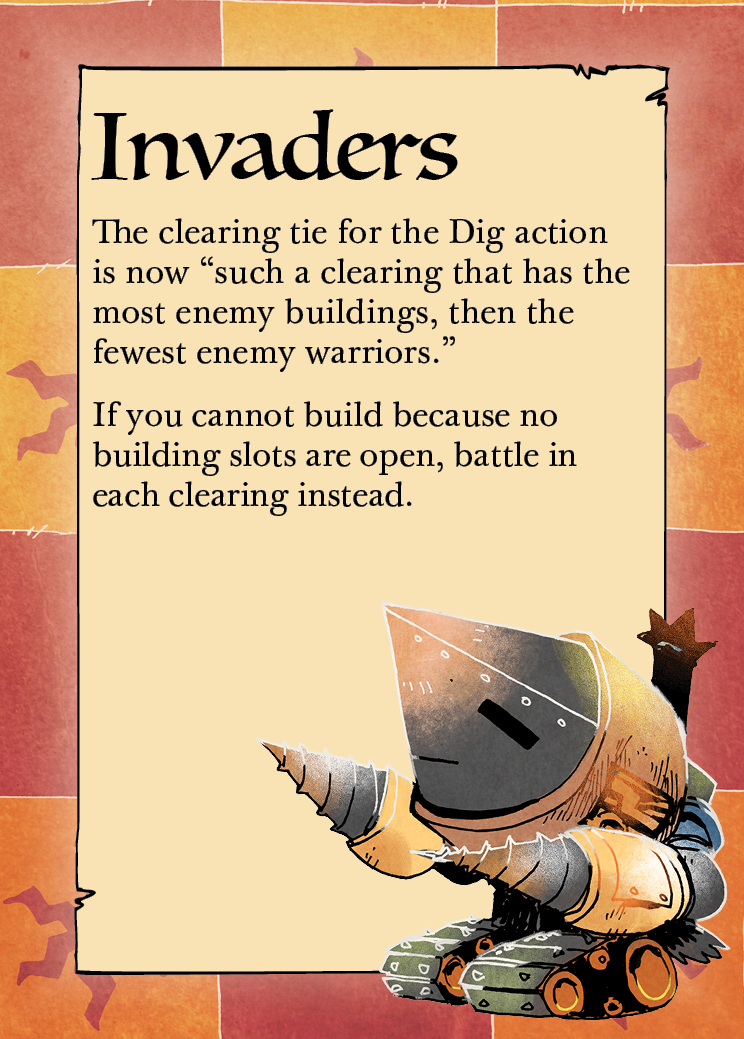 Invaders
The clearing tie for the Dig action
is now “such a clearing that has the
most enemy buildings, then the
fewest enemy warriors.”
If you cannot build because no
building slots are open, battle in
each clearing instead.